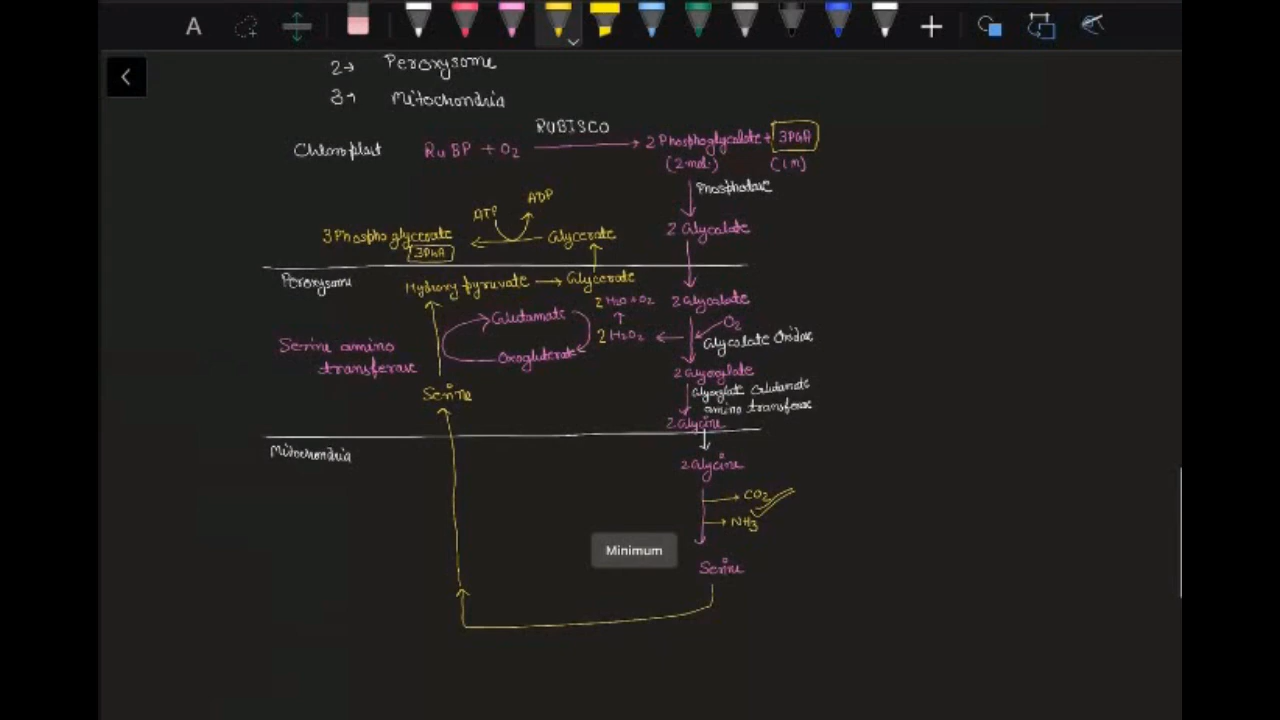 A
2→ Peroxysome
3→ Mitochondria
RUBISCO
Chloroplast RuBP + O2 → 2 Phosphoglycolate + 3PGA
(2 mol.) (1 M)
Phosphatase
ATP ADP
3 Phospho glycerate ← Glycerate 2 Glycolate
3PGA
Peroxysome Hydroxy pyruvate → Glycerate
2 H2O + O2 2 Glycolate
Glutamate O2
2 H2O2 ← Glycolate Oxidase
Serine amino
transferase
Oxogluterate
2 Glyoxylate
Glyoxylate Glutamate
amino transferase
Serine
2 Glycine
Mitochondria
2 Glycine
→ CO2
→ NH3
Minimum
Serine